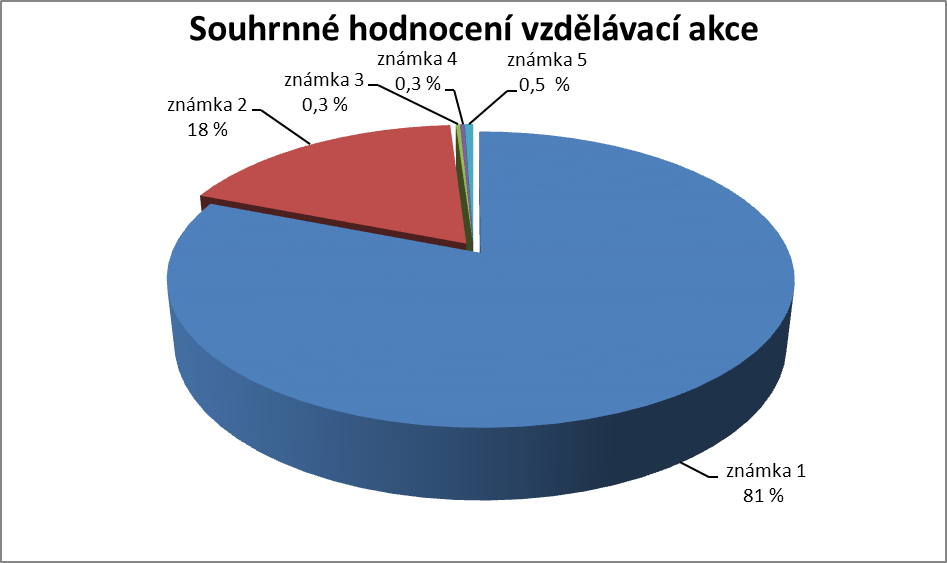 Souhrnné hodnocení vzdělávací akce
známka 4
0,3 %
známka 5
0,5 %
známka 3
0,3 %
známka 2
18 %
známka 1
81 %